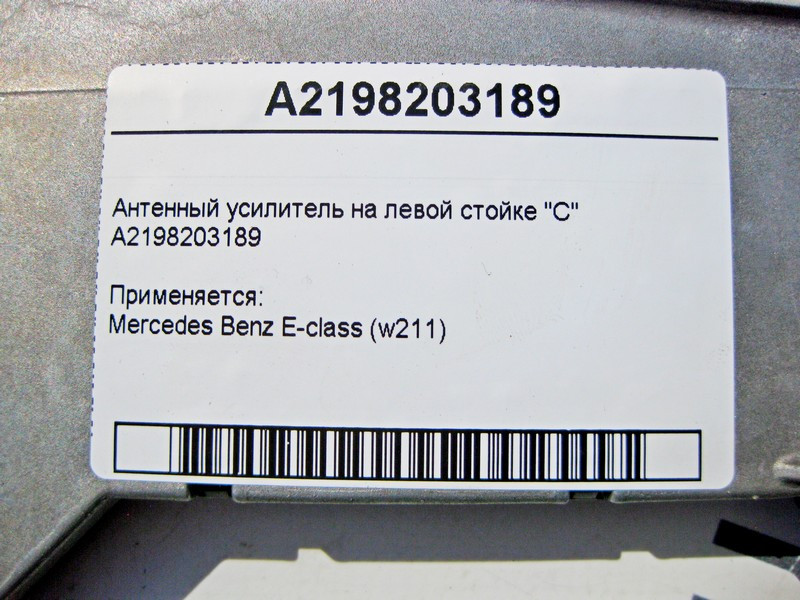 A2198203189
Антенный усилитель на левой стойке "С"
A2198203189
Применяется:
Mercedes Benz E-class (w211)